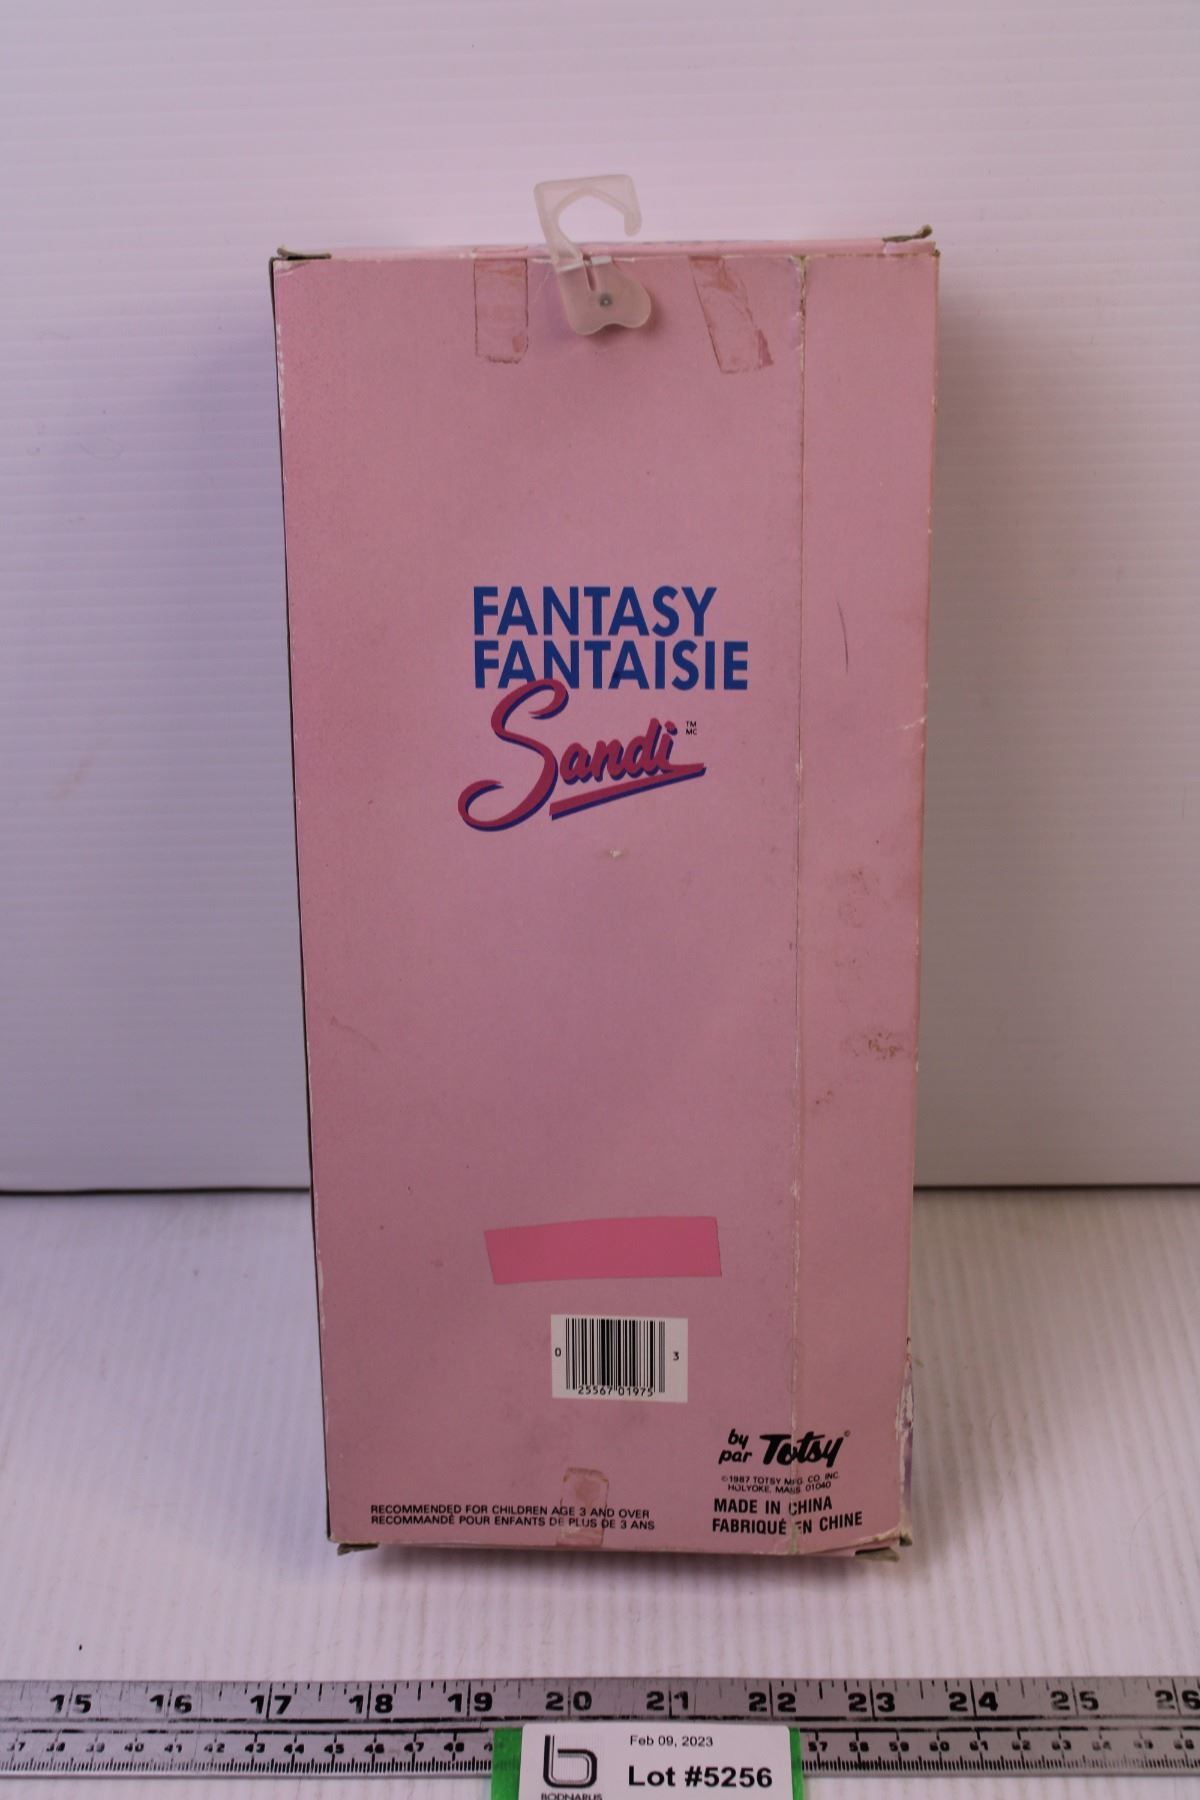 FANTASY
FANTAISIE
Sandi TM MC
0 25567 01975 3
by
par Totsy ©
©1987 TOTSY MFG. CO. INC.
HOLYOKE, MASS 01040
RECOMMENDED FOR CHILDREN AGE 3 AND OVER
RECOMMANDÉ POUR ENFANTS DE PLUS DE 3 ANS
MADE IN CHINA
FABRIQUÉ EN CHINE
15 16 17 18 19 20 21 22 23 24 25 26
Feb 09, 2023
Lot #5256
BODNARUS